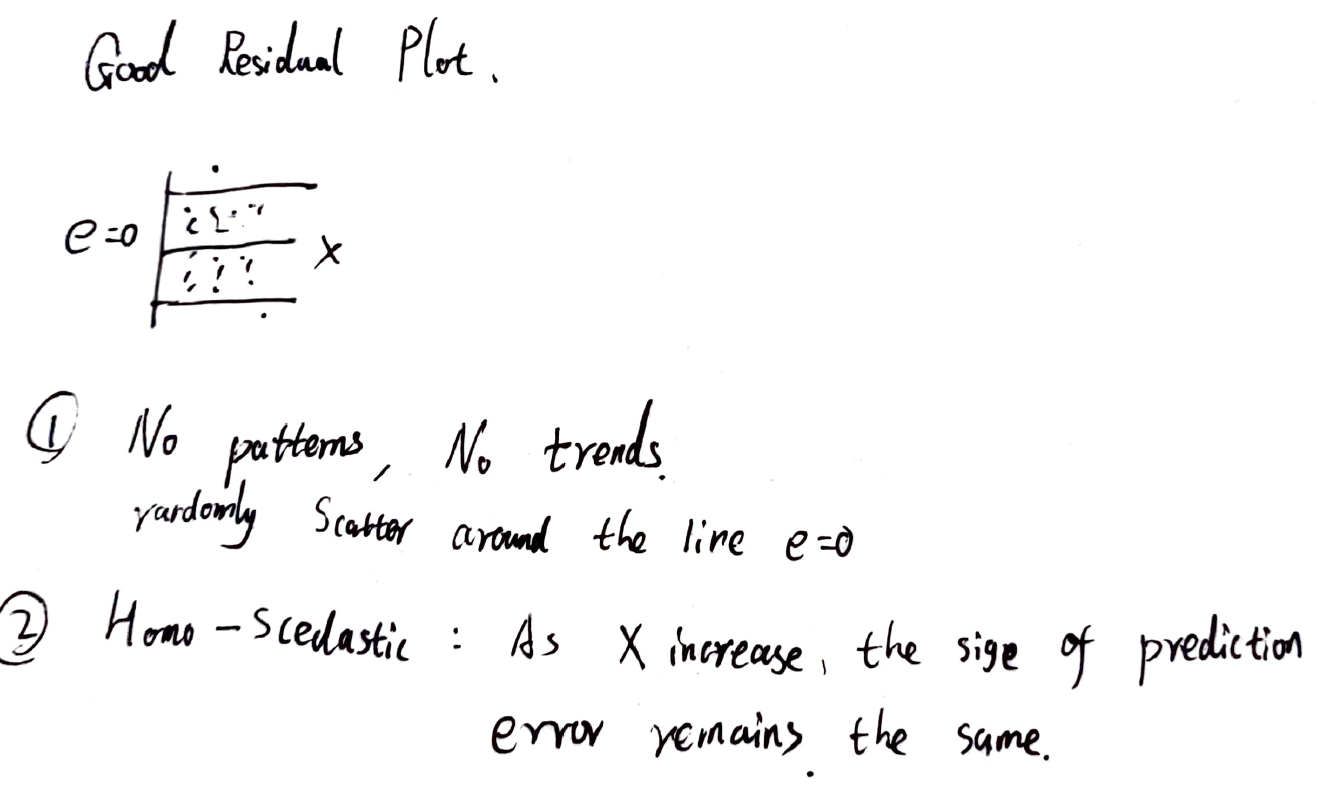 Good Residual Plot.
e=0
X
① No patterns, No trends.
randomly Scatter around the line e=0
② Homo-Scedastic : As X increase, the size of prediction
error remains the same.